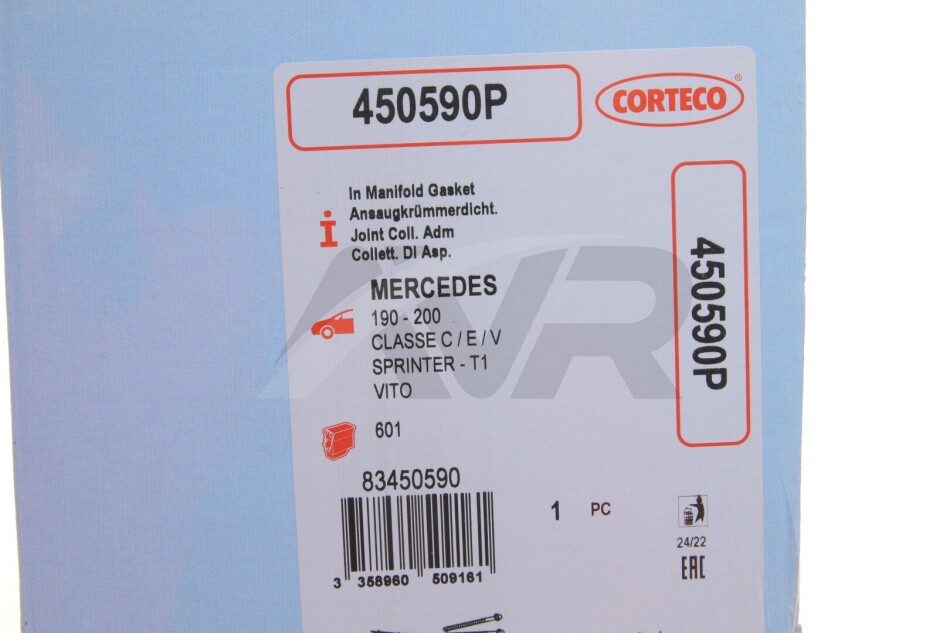 450590P
CORTECO®
In Manifold Gasket
Ansaugkrümmerdicht.
Joint Coll. Adm
Collett. DI Asp.
MERCEDES
190 - 200
CLASSE C / E / V
SPRINTER - T1
VITO
601
83450590
3 358960 509161
1 PC
24/22
EAC
450590P
AVR